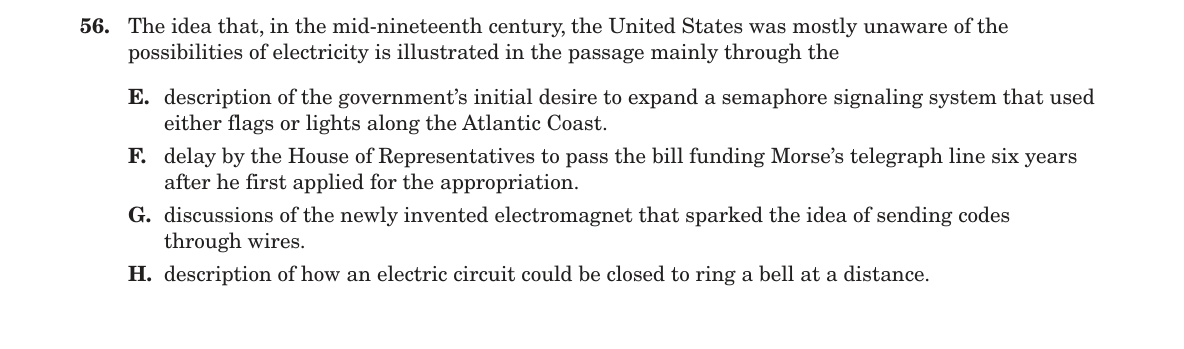 56. The idea that, in the mid-nineteenth century, the United States was mostly unaware of the
possibilities of electricity is illustrated in the passage mainly through the
E. description of the government’s initial desire to expand a semaphore signaling system that used
either flags or lights along the Atlantic Coast.
F. delay by the House of Representatives to pass the bill funding Morse’s telegraph line six years
after he first applied for the appropriation.
G. discussions of the newly invented electromagnet that sparked the idea of sending codes
through wires.
H. description of how an electric circuit could be closed to ring a bell at a distance.